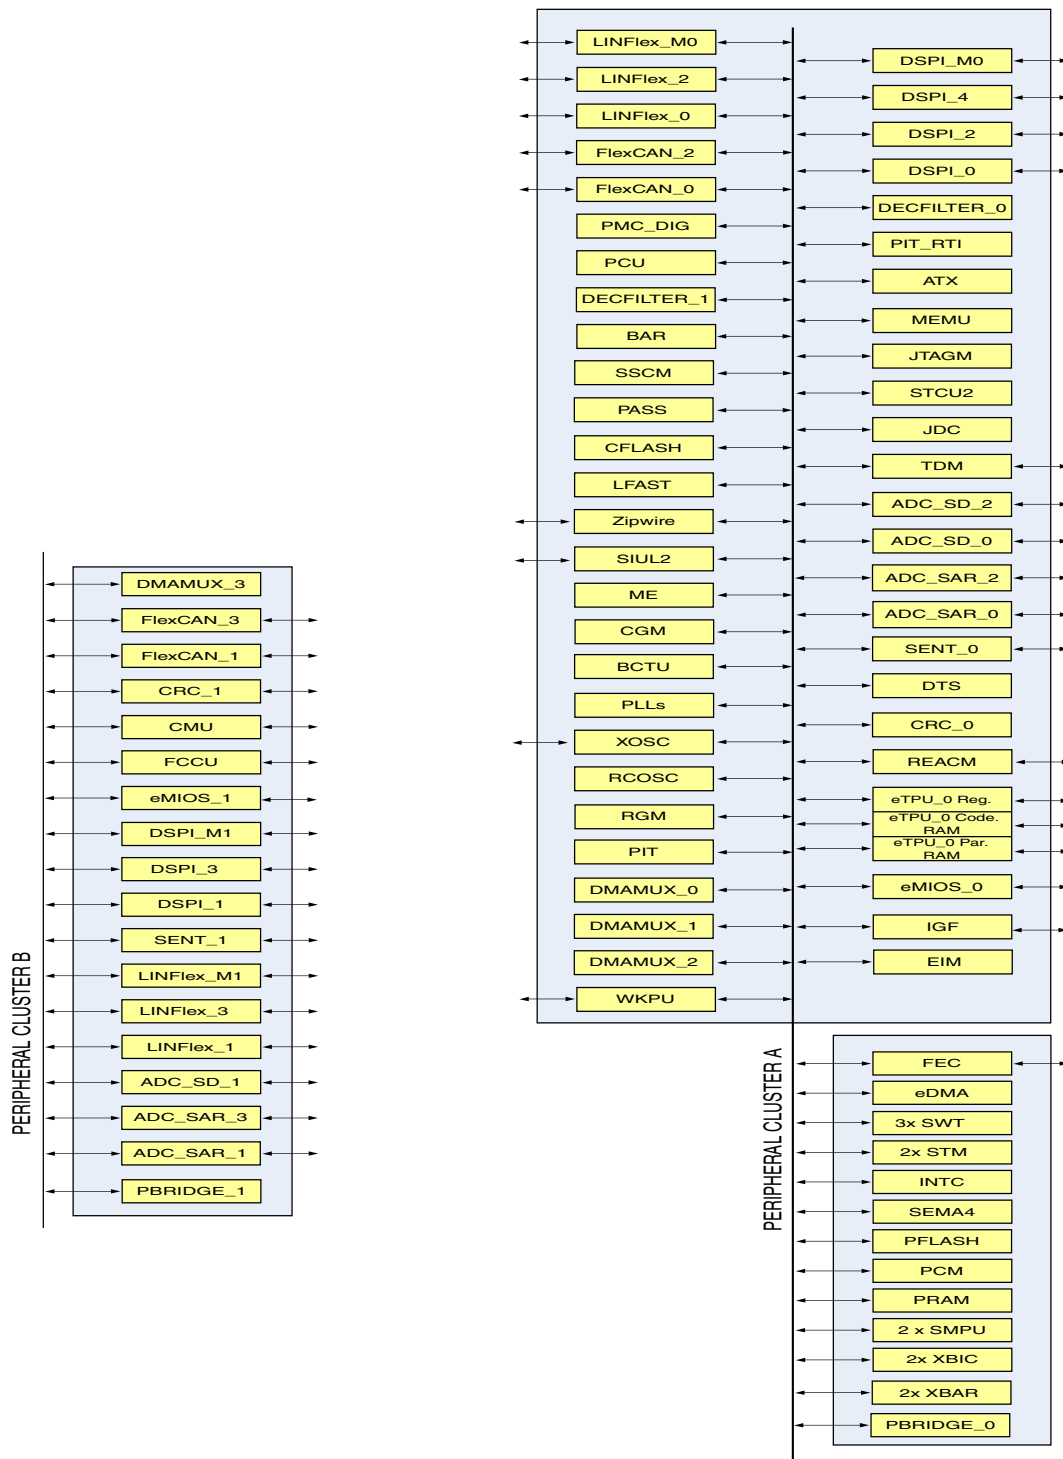 LINFlex_M0
LINFlex_2
LINFlex_0
FlexCAN_2
FlexCAN_0
PMC_DIG
PCU
DECFILTER_1
BAR
SSCM
PASS
CFLASH
LFAST
Zipwire
SIUL2
ME
CGM
BCTU
PLLs
XOSC
RCOSC
RGM
PIT
DMAMUX_0
DMAMUX_1
DMAMUX_2
WKPU
DSPI_M0
DSPI_4
DSPI_2
DSPI_0
DECFILTER_0
PIT_RTI
ATX
MEMU
JTAGM
STCU2
JDC
TDM
ADC_SD_2
ADC_SD_0
ADC_SAR_2
ADC_SAR_0
SENT_0
DTS
CRC_0
REACM
eTPU_0 Reg.
eTPU_0 Code.
RAM
eTPU_0 Par.
RAM
eMIOS_0
IGF
EIM
PERIPHERAL CLUSTER B
DMAMUX_3
FlexCAN_3
FlexCAN_1
CRC_1
CMU
FCCU
eMIOS_1
DSPI_M1
DSPI_3
DSPI_1
SENT_1
LINFlex_M1
LINFlex_3
LINFlex_1
ADC_SD_1
ADC_SAR_3
ADC_SAR_1
PBRIDGE_1
PERIPHERAL CLUSTER A
FEC
eDMA
3x SWT
2x STM
INTC
SEMA4
PFLASH
PCM
PRAM
2 x SMPU
2x XBIC
2x XBAR
PBRIDGE_0